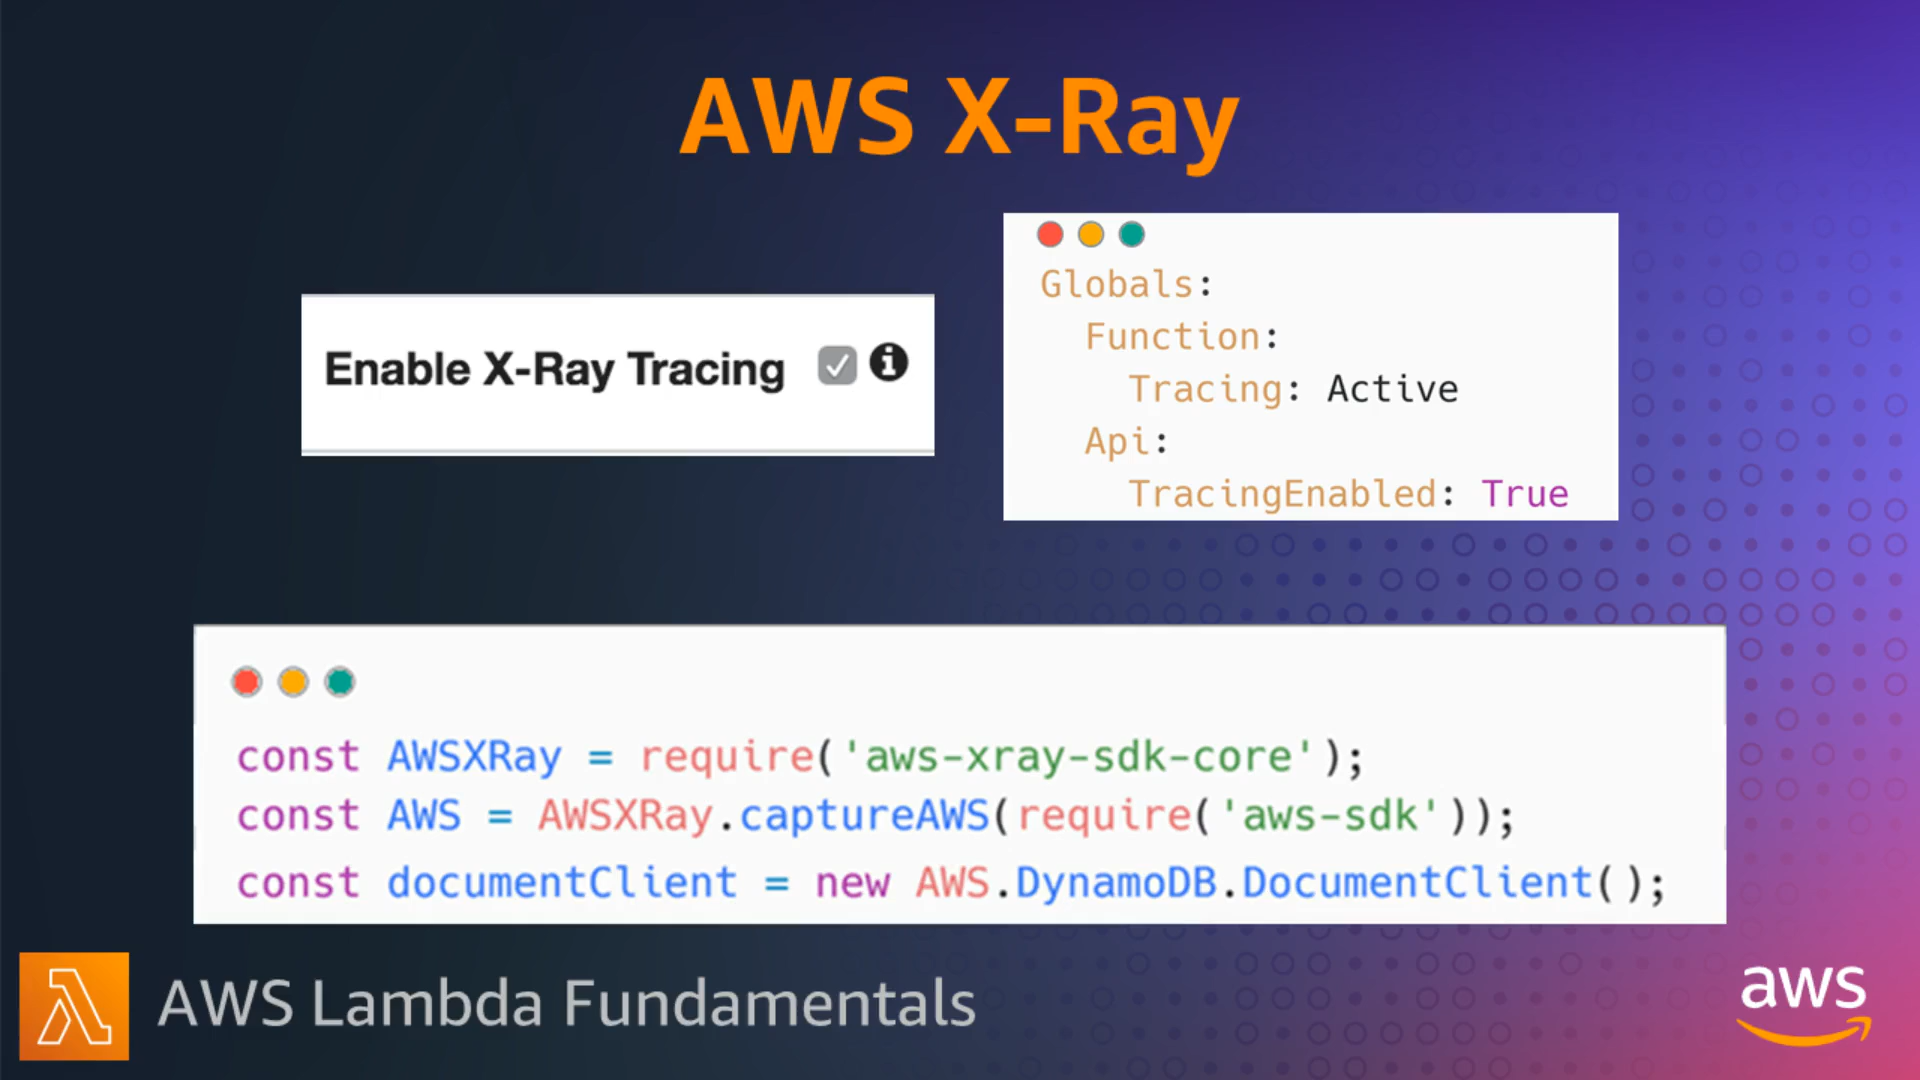 AWS X-Ray
Enable X-Ray Tracing
Globals:
Function:
Tracing: Active
Api:
TracingEnabled: True
const AWSXRay = require('aws-xray-sdk-core');
const AWS = AWSXRay.captureAWS(require('aws-sdk'));
const documentClient = new AWS.DynamoDB.DocumentClient();
AWS Lambda Fundamentals
aws